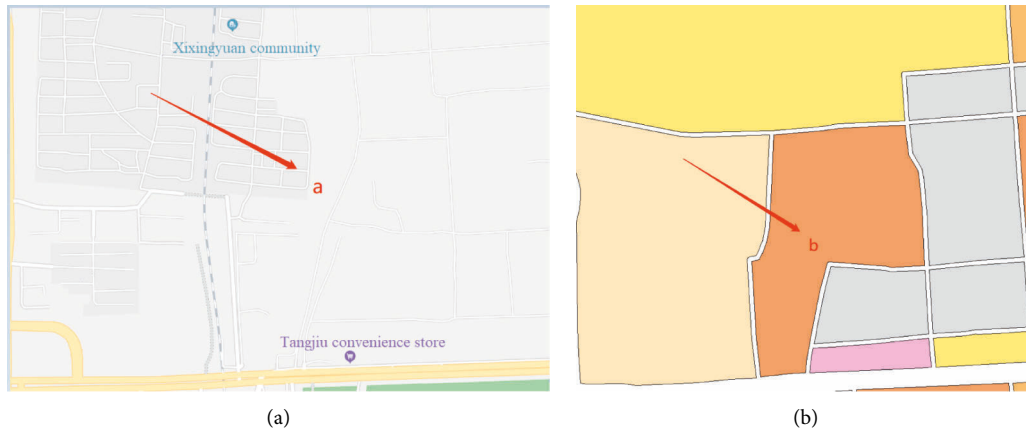 Xixingyuan community
a
b
Tangjiu convenience store
(a)
(b)